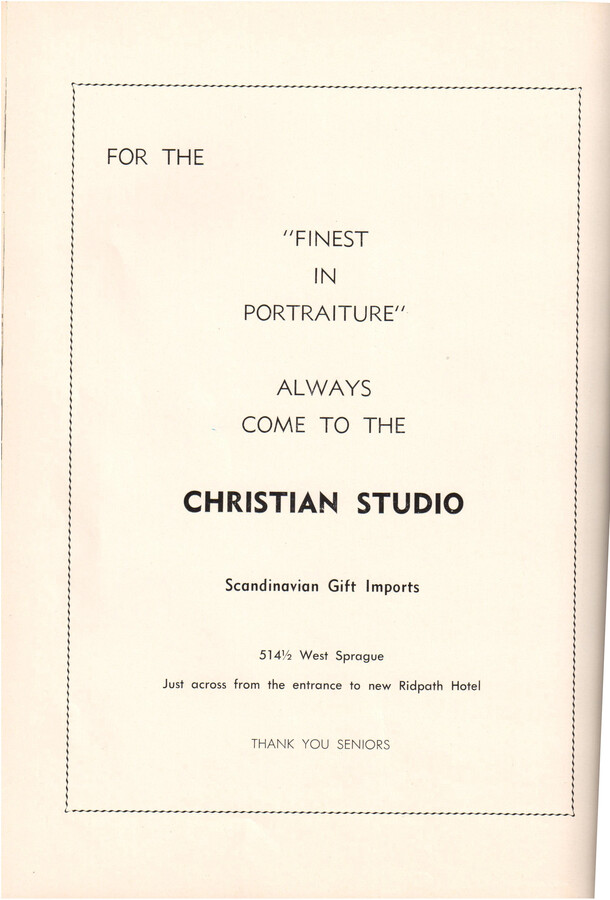 FOR THE
"FINEST
IN
PORTRAITURE"
ALWAYS
COME TO THE
CHRISTIAN STUDIO
Scandinavian Gift Imports
514½ West Sprague
Just across from the entrance to new Ridpath Hotel
THANK YOU SENIORS